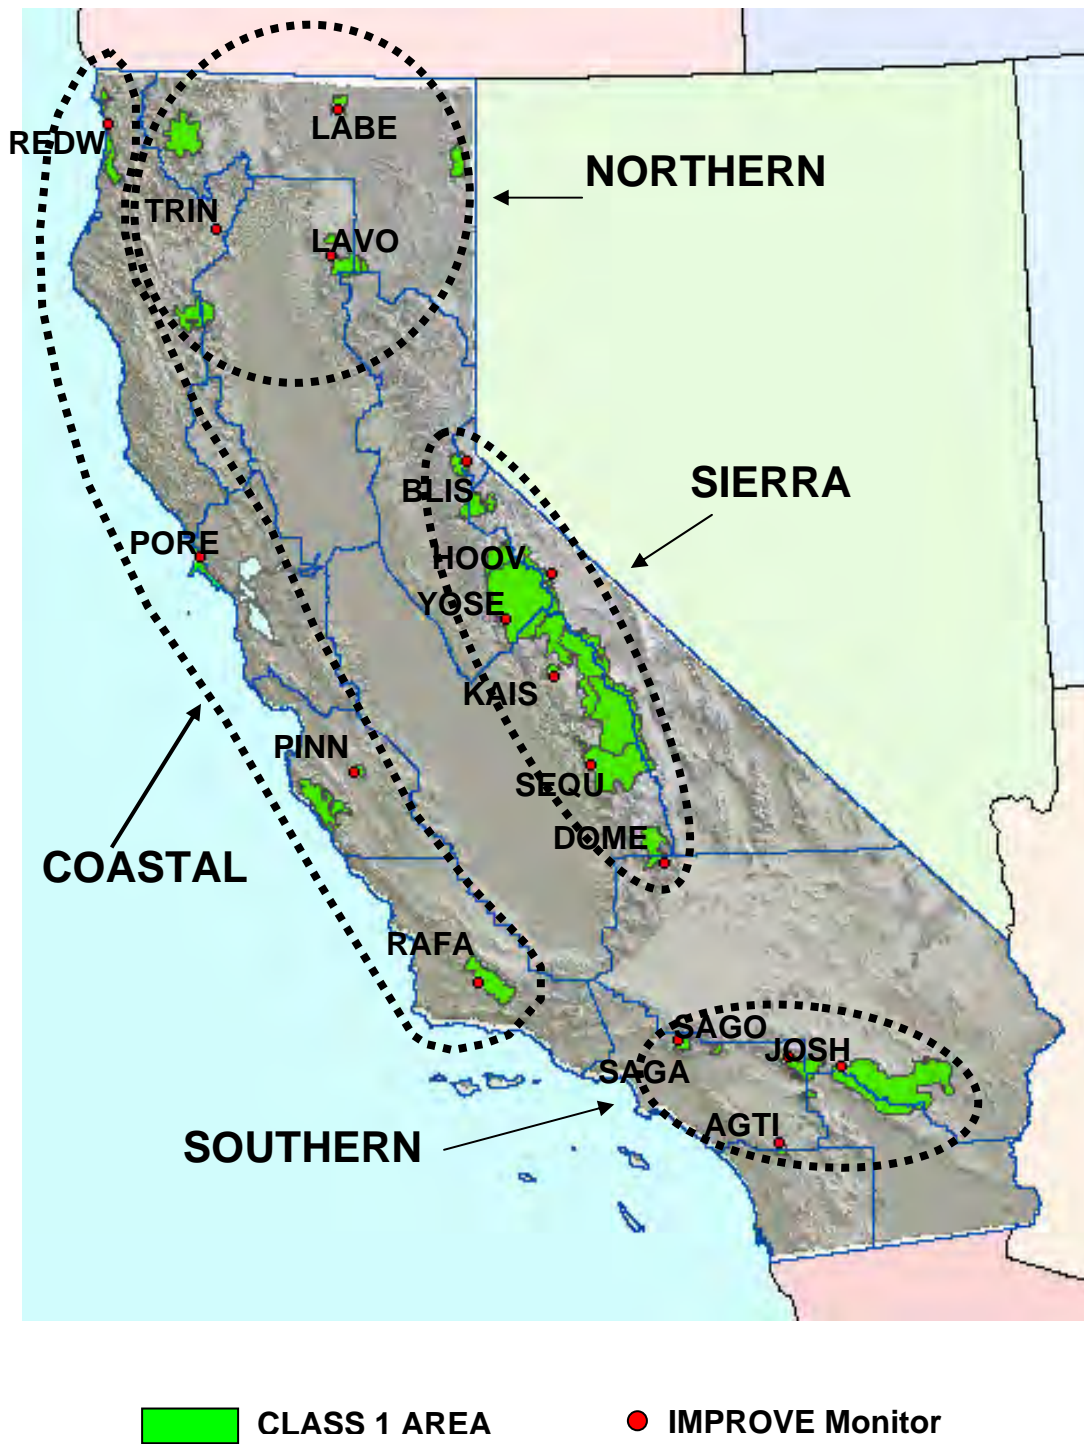 LABE
REDW
NORTHERN
TRIN
LAVO
SIERRA
BLIS
PORE
HOOV
YOSE
KAIS
PINN
SEQU
DOME
COASTAL
RAFA
SAGO
JOSH
SAGA
AGTI
SOUTHERN
CLASS 1 AREA
IMPROVE Monitor